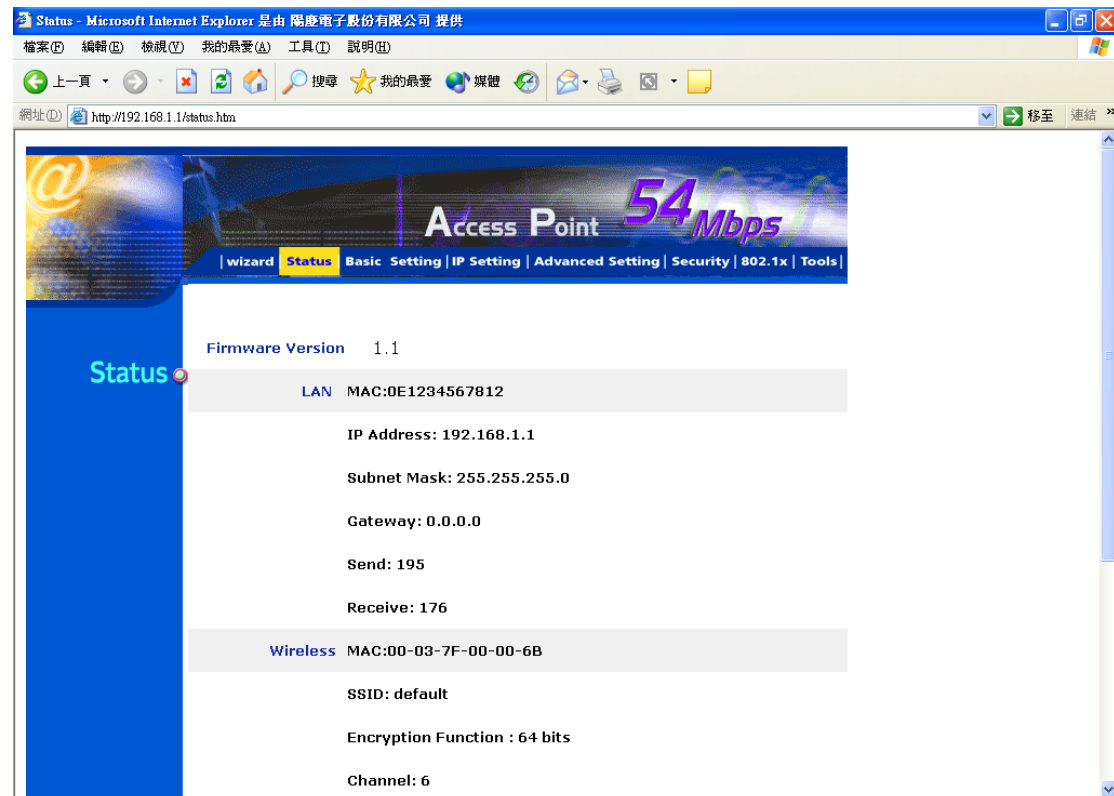 Status - Microsoft Internet Explorer 是由 陽慶電子股份有限公司 提供
檔案(F) 編輯(E) 檢視(V) 我的最愛(A) 工具(T) 說明(H)
上一頁 搜尋 我的最愛 媒體
網址(D) http://192.168.1.1/status.htm 移至 連結 »
@
Access Point 54 Mbps
|wizard Status Basic Setting|IP Setting|Advanced Setting|Security|802.1x|Tools|
Firmware Version 1.1
Status
LAN MAC:0E1234567812
IP Address: 192.168.1.1
Subnet Mask: 255.255.255.0
Gateway: 0.0.0.0
Send: 195
Receive: 176
Wireless MAC:00-03-7F-00-00-6B
SSID: default
Encryption Function : 64 bits
Channel: 6